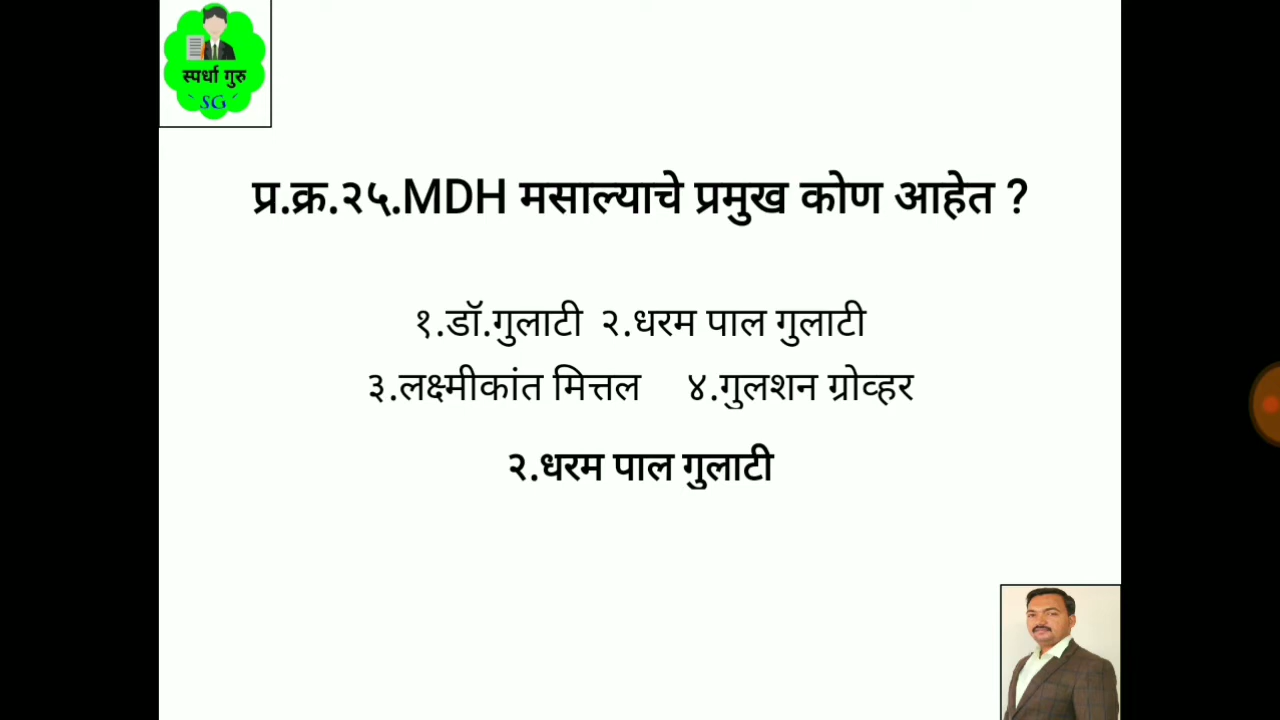 स्पर्धा गुरु
SG
प्र.क्र.२५.MDH मसाल्याचे प्रमुख कोण आहेत ?
१.डॉ.गुलाटी २.धरम पाल गुलाटी
३.लक्ष्मीकांत मित्तल ४.गुलशन ग्रोव्हर
२.धरम पाल गुलाटी